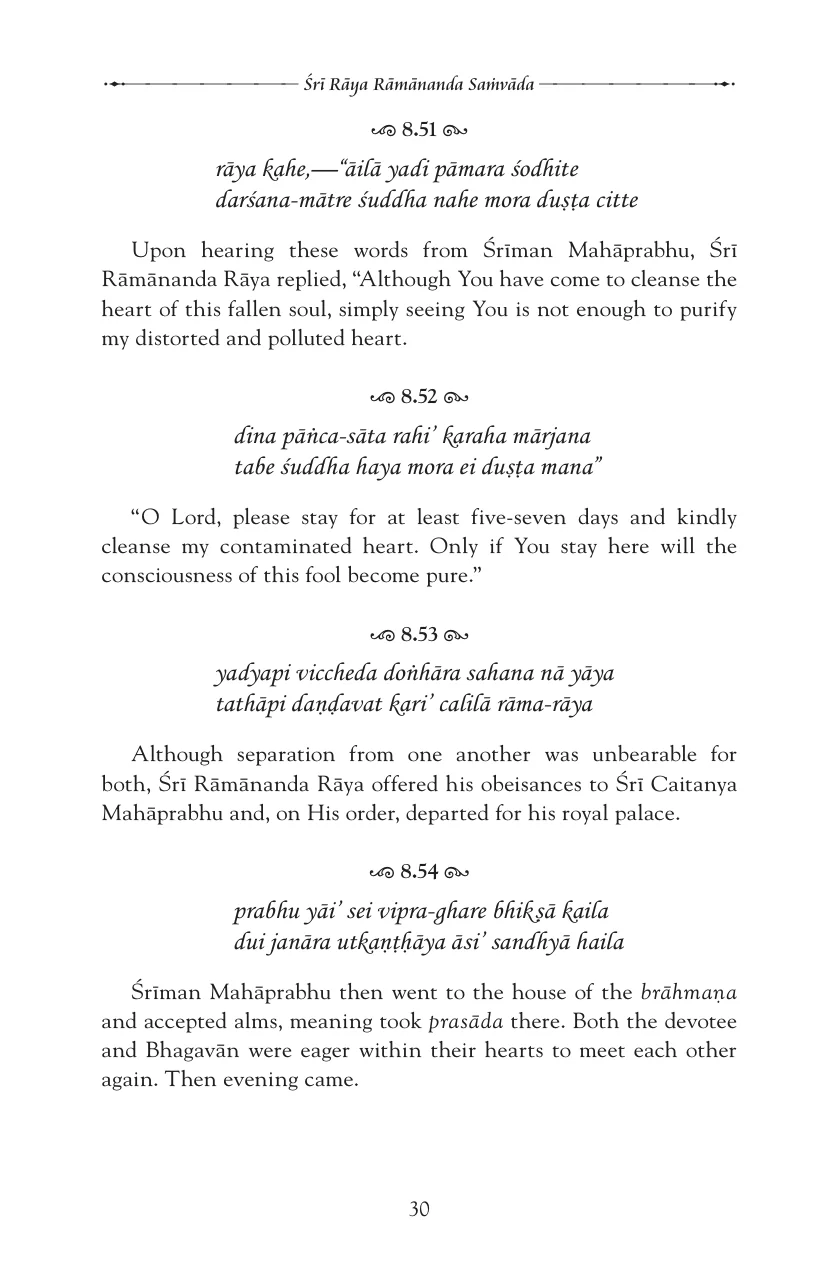 Śrī Rāya Rāmānanda Saṁvāda
8.51
rāya kahe,—“āilā yadi pāmara śodhite
darśana-mātre śuddha nahe mora duṣṭa citte
Upon hearing these words from Śrīman Mahāprabhu, Śrī
Rāmānanda Rāya replied, “Although You have come to cleanse the
heart of this fallen soul, simply seeing You is not enough to purify
my distorted and polluted heart.
8.52
dina pāṅca-sāta rahi’ karaha mārjana
tabe śuddha haya mora ei duṣṭa mana”
“O Lord, please stay for at least five-seven days and kindly
cleanse my contaminated heart. Only if You stay here will the
consciousness of this fool become pure.”
8.53
yadyapi viccheda doṅhāra sahana nā yāya
tathāpi daṇḍavat kari’ calilā rāma-rāya
Although separation from one another was unbearable for
both, Śrī Rāmānanda Rāya offered his obeisances to Śrī Caitanya
Mahāprabhu and, on His order, departed for his royal palace.
8.54
prabhu yāi’ sei vipra-ghare bhikṣā kaila
dui janāra utkaṇṭhāya āsi’ sandhyā haila
Śrīman Mahāprabhu then went to the house of the brāhmaṇa
and accepted alms, meaning took prasāda there. Both the devotee
and Bhagavān were eager within their hearts to meet each other
again. Then evening came.
30